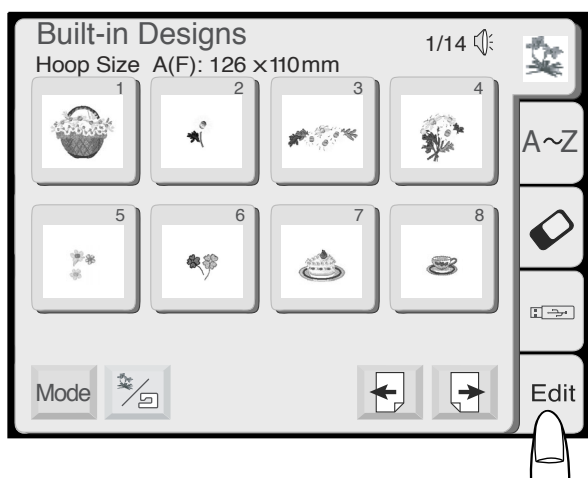 Built-in Designs
1/14
Hoop Size A(F): 126 ×110mm
1 2 3 4
A~Z
5 6 7 8
Mode
Edit